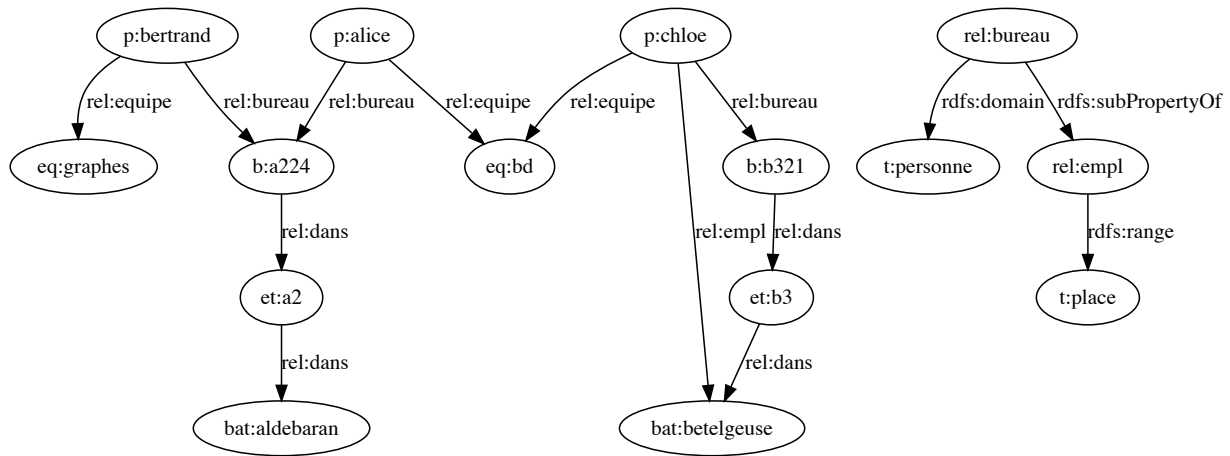 p:bertrand p:alice p:chloe rel:bureau
rel:equipe rel:bureau rel:bureau rel:equipe rel:equipe rel:bureau rdfs:domain rdfs:subPropertyOf
eq:graphes b:a224 eq:bd b:b321 t:personne rel:empl
rel:dans rel:empl rel:dans rdfs:range
et:a2 et:b3 t:place
rel:dans rel:dans
bat:aldebaran bat:betelgeuse